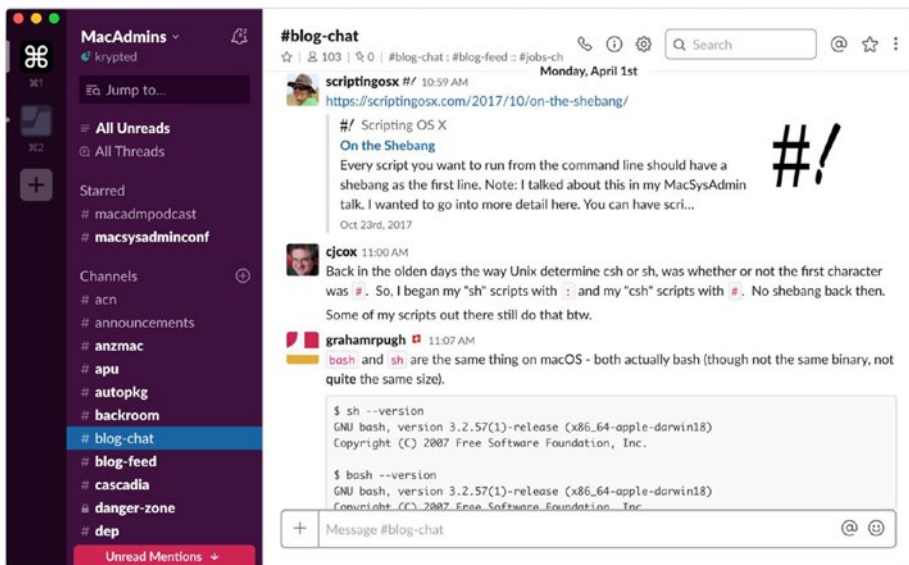 MacAdmins
krypted
⌘1
Jump to...
⌘2
All Unreads
All Threads
Starred
# macadmpodcast
# macsysadminconf
Channels
# acn
# announcements
# anzmac
# apu
# autopkg
# backroom
# blog-chat
# blog-feed
# cascadia
danger-zone
# dep
Unread Mentions ↓
#blog-chat
☆ | 103 | 0 | #blog-chat : #blog-feed :: #jobs-ch
Search
Monday, April 1st
scriptingosx #! 10:59 AM
https://scriptingosx.com/2017/10/on-the-shebang/
#! Scripting OS X
On the Shebang
Every script you want to run from the command line should have a
shebang as the first line. Note: I talked about this in my MacSysAdmin
talk. I wanted to go into more detail here. You can have scri...
Oct 23rd, 2017
#!
cjcox 11:00 AM
Back in the olden days the way Unix determine csh or sh, was whether or not the first character
was # . So, I began my "sh" scripts with : and my "csh" scripts with # . No shebang back then.
Some of my scripts out there still do that btw.
grahamrpugh 11:07 AM
bash and sh are the same thing on macOS - both actually bash (though not the same binary, not
quite the same size).
$ sh --version
GNU bash, version 3.2.57(1)-release (x86_64-apple-darwin18)
Copyright (C) 2007 Free Software Foundation, Inc.
$ bash --version
GNU bash, version 3.2.57(1)-release (x86_64-apple-darwin18)
Copyright (C) 2007 Free Software Foundation, Inc.
+ Message #blog-chat @